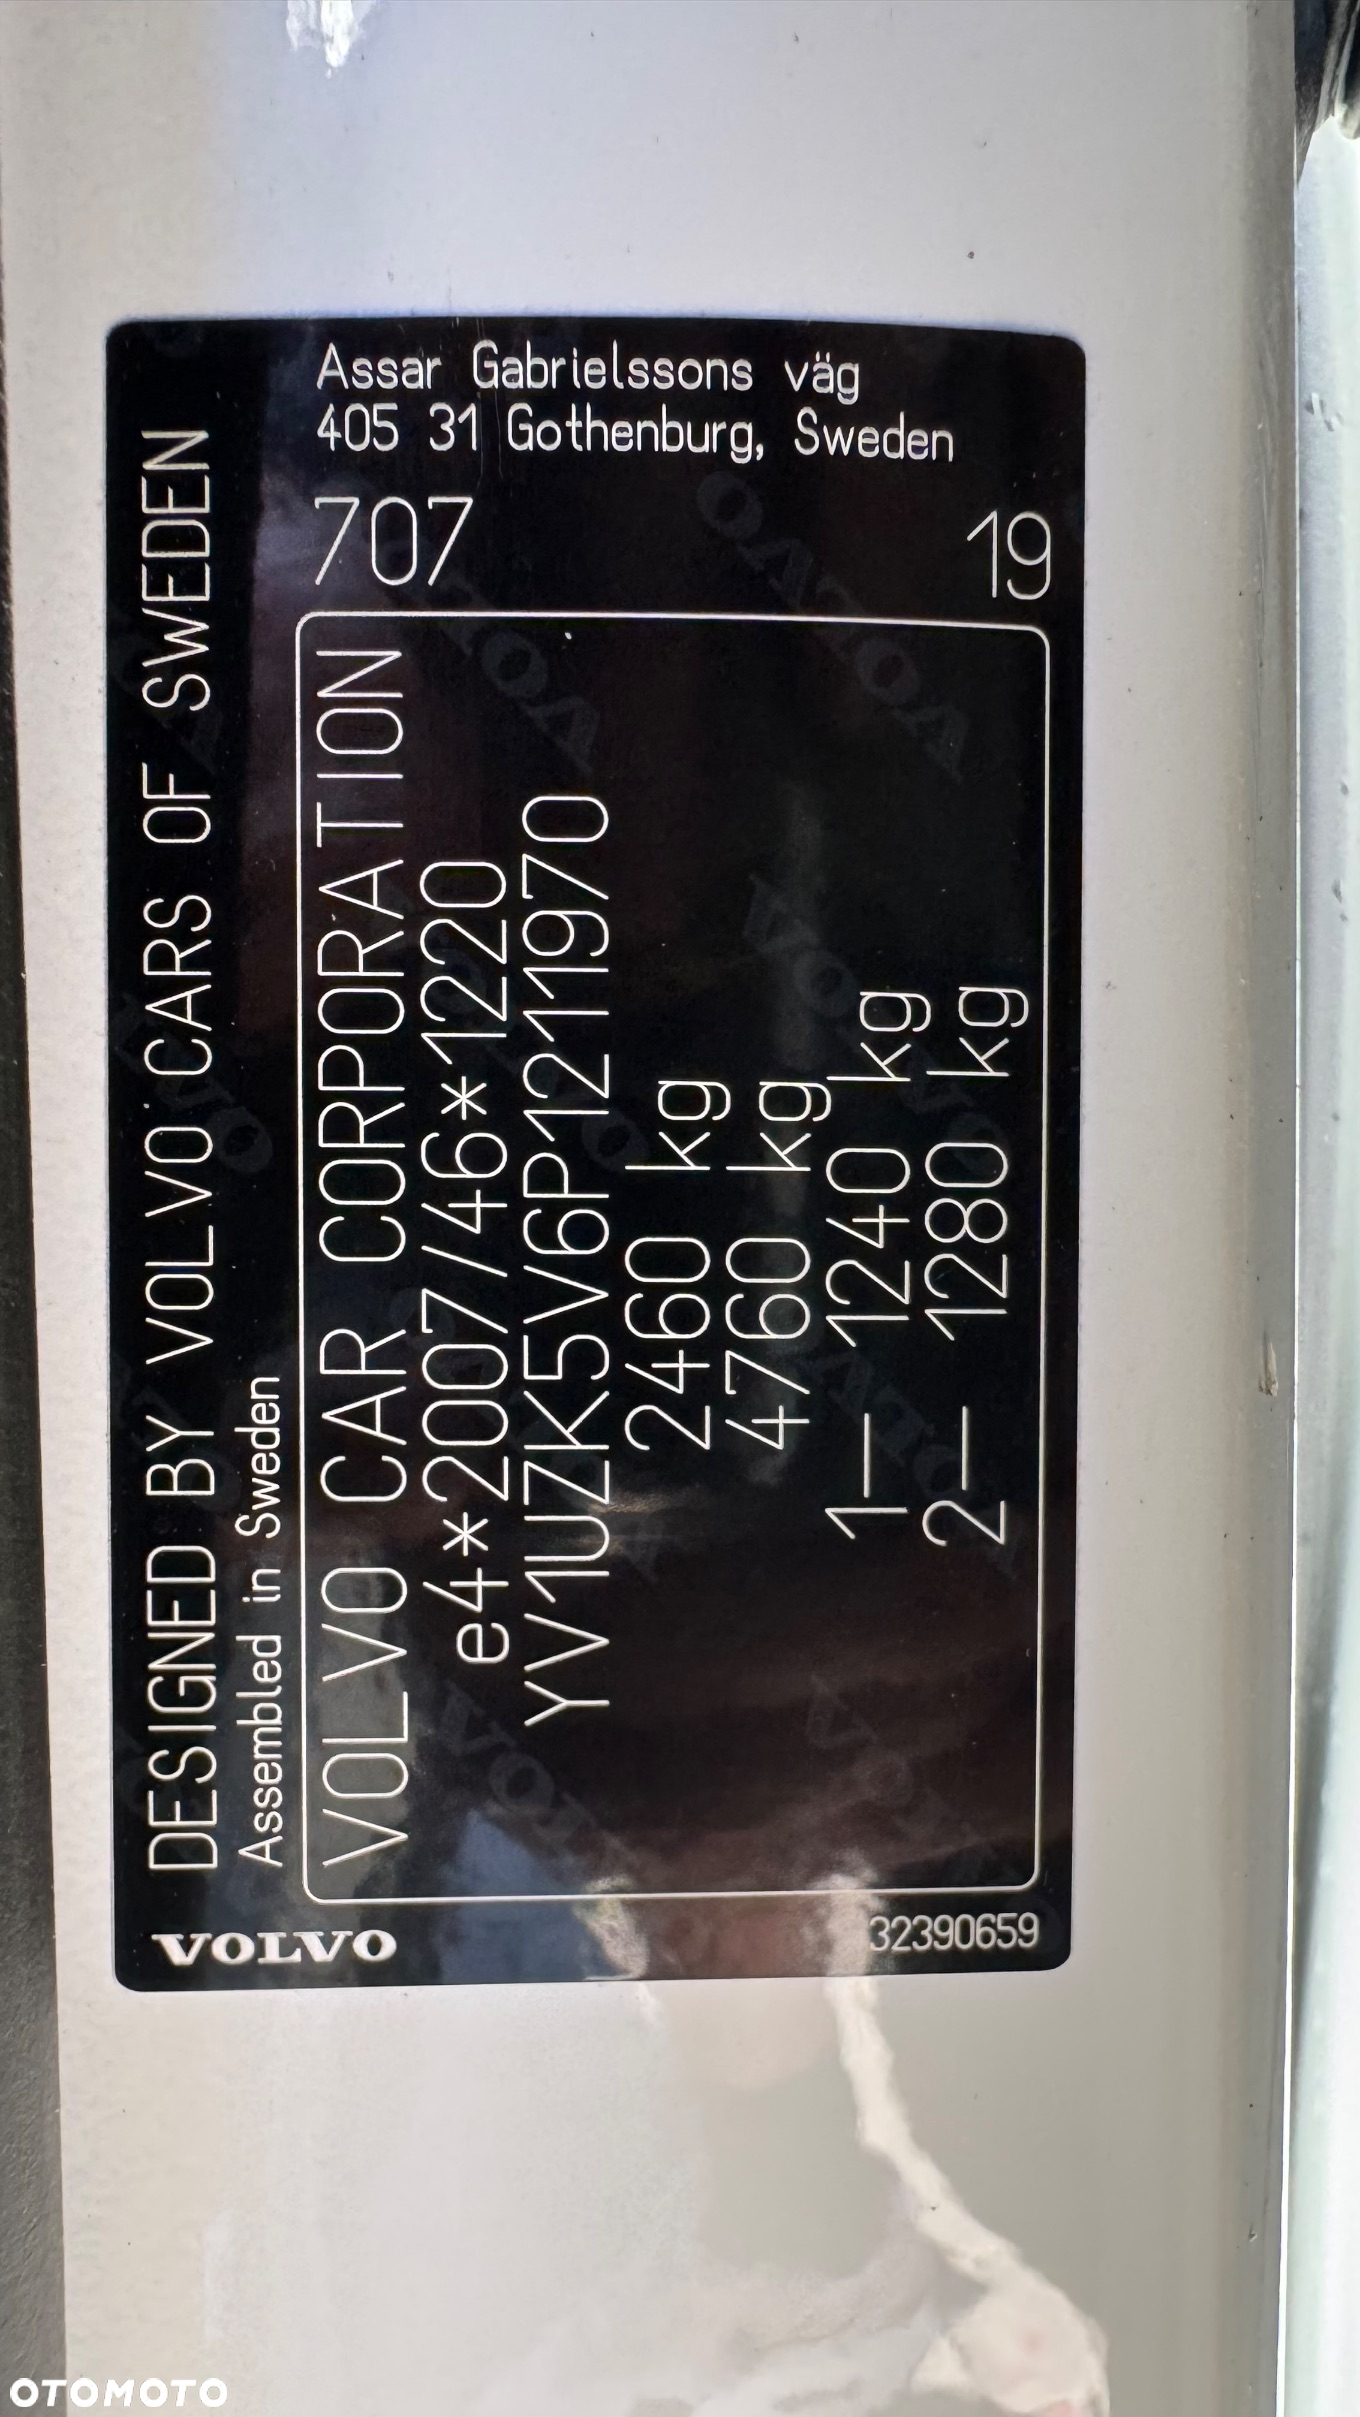 VOLVO
DESIGNED BY VOLVO CARS OF SWEDEN
Assembled in Sweden
Assar Gabrielssons väg
405 31 Gothenburg, Sweden
VOLVO CAR CORPORATION
707
e4*2007/46*1220
YV1UZK5V6P1211970
2460 kg
4760 kg
1— 1240 kg
2— 1280 kg
19
32390659
OTOMOTO